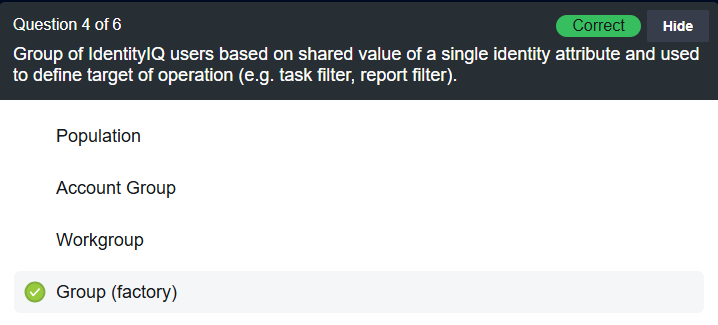 Question 4 of 6
Correct
Hide
Group of IdentityIQ users based on shared value of a single identity attribute and used
to define target of operation (e.g. task filter, report filter).
Population
Account Group
Workgroup
Group (factory)